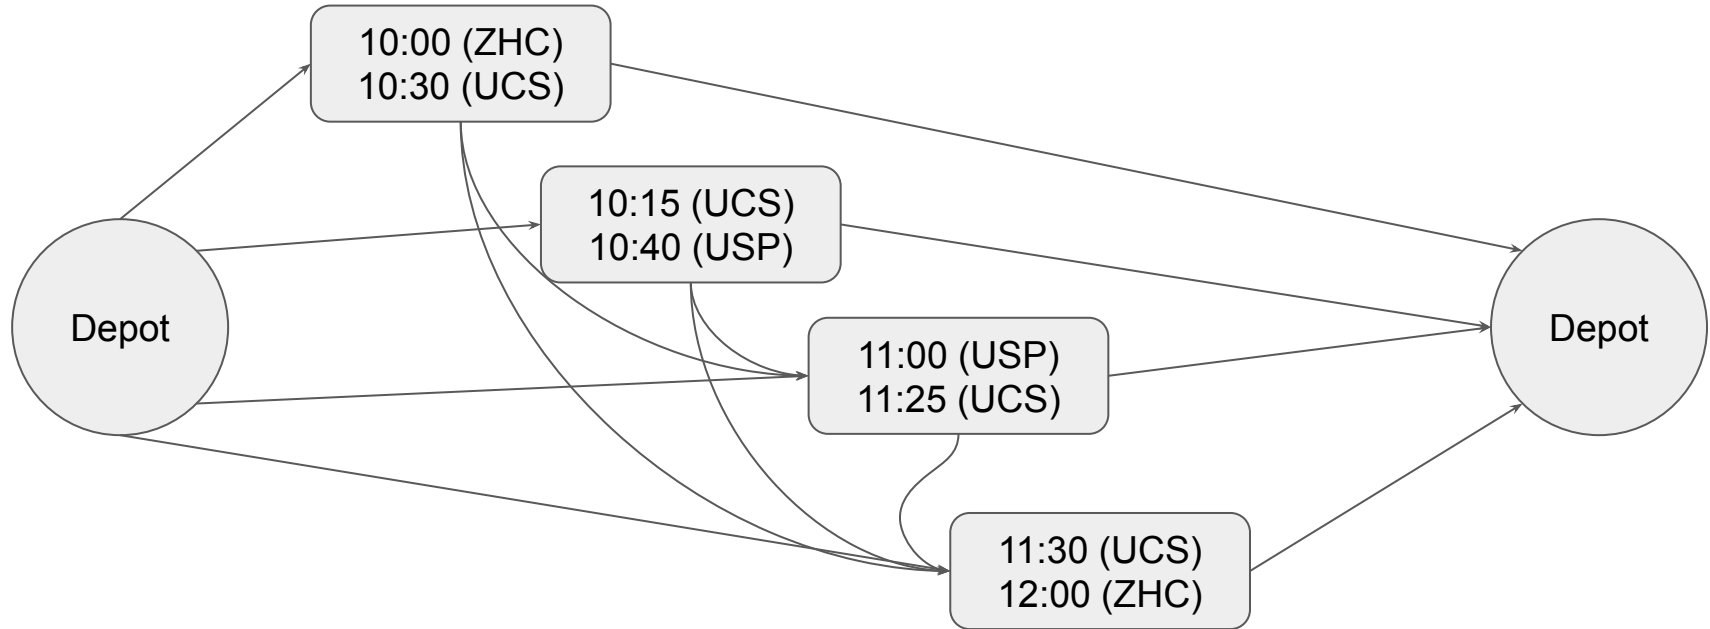 10:00 (ZHC)
10:30 (UCS)
10:15 (UCS)
10:40 (USP)
Depot
Depot
11:00 (USP)
11:25 (UCS)
11:30 (UCS)
12:00 (ZHC)